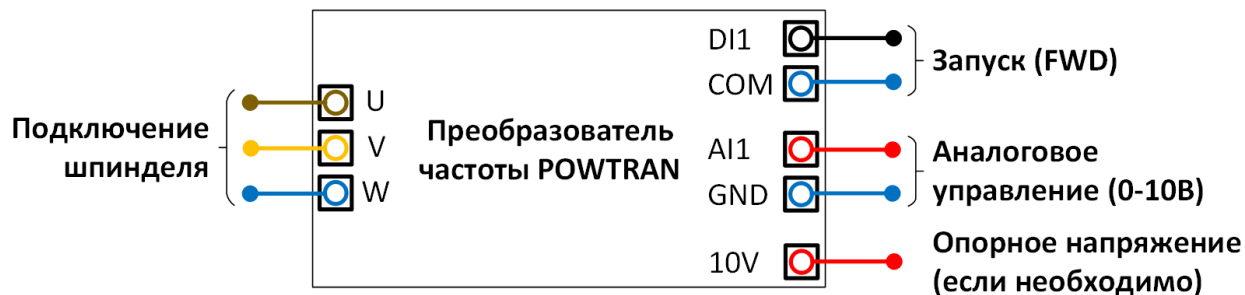 Подключение
шпинделя
U
V
W
Преобразователь
частоты POWTRAN
DI1
COM
Запуск (FWD)
AI1
GND
Аналоговое
управление (0-10В)
10V
Опорное напряжение
(если необходимо)